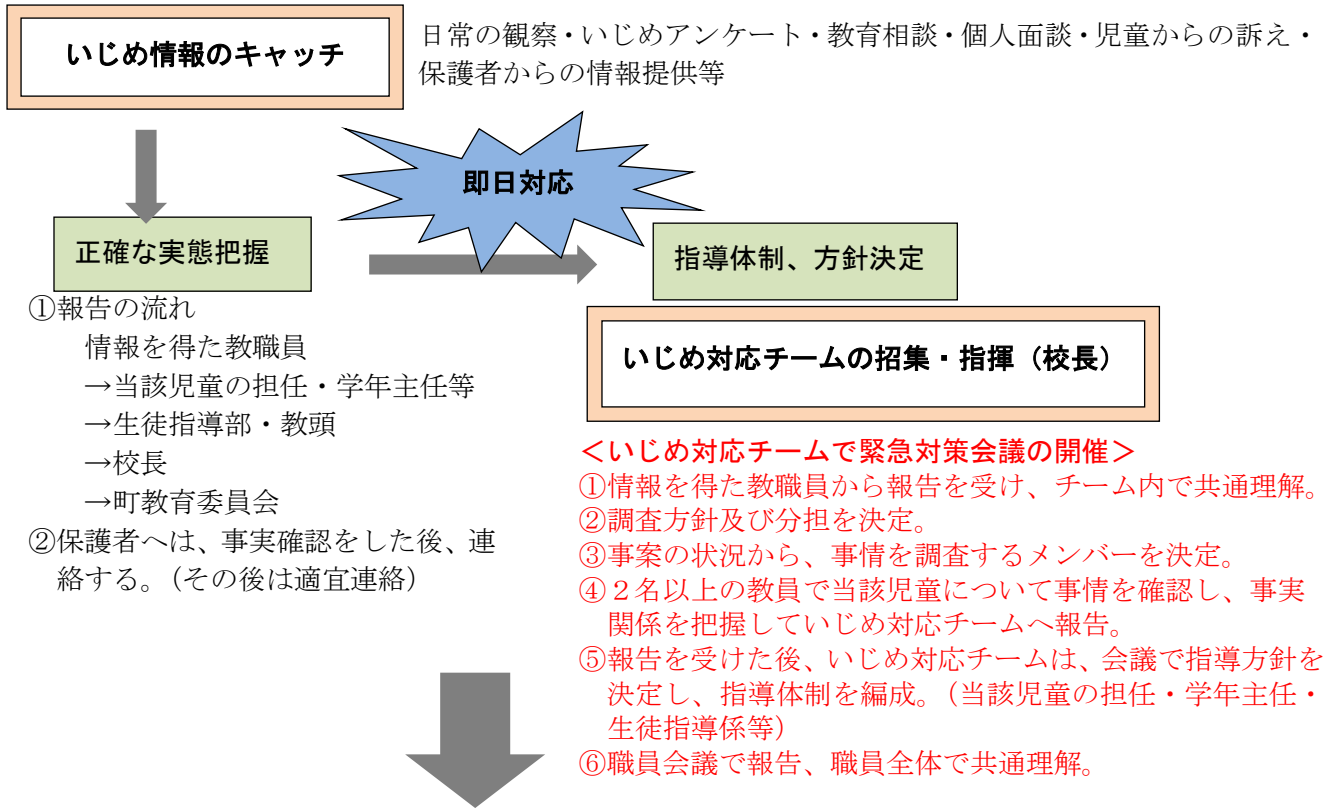 いじめ情報のキャッチ
日常の観察・いじめアンケート・教育相談・個人面談・児童からの訴え・
保護者からの情報提供等
即日対応
正確な実態把握
①報告の流れ
情報を得た教職員
→当該児童の担任・学年主任等
→生徒指導部・教頭
→校長
→町教育委員会
②保護者へは、事実確認をした後、連
絡する。（その後は適宜連絡）
指導体制、方針決定
いじめ対応チームの招集・指揮（校長）
＜いじめ対応チームで緊急対策会議の開催＞
①情報を得た教職員から報告を受け、チーム内で共通理解。
②調査方針及び分担を決定。
③事案の状況から、事情を調査するメンバーを決定。
④２名以上の教員で当該児童について事情を確認し、事実
関係を把握していじめ対応チームへ報告。
⑤報告を受けた後、いじめ対応チームは、会議で指導方針を
決定し、指導体制を編成。（当該児童の担任・学年主任・
生徒指導係等）
⑥職員会議で報告、職員全体で共通理解。